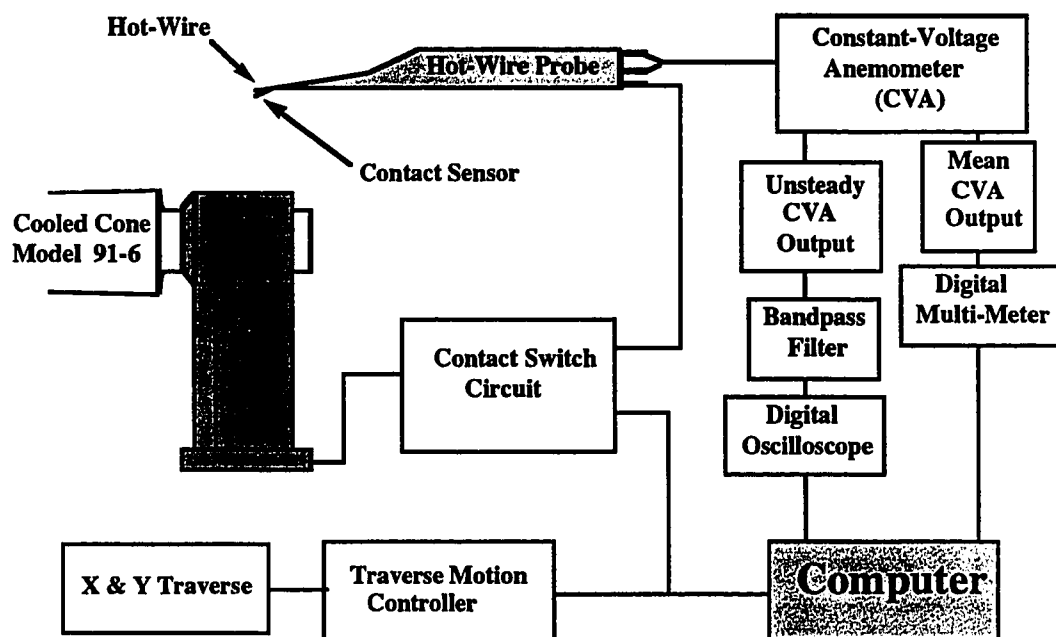 Hot-Wire
Hot-Wire Probe
Constant-Voltage
Anemometer
(CVA)
Contact Sensor
Cooled Cone
Model 91-6
Unsteady
CVA
Output
Mean
CVA
Output
Digital
Multi-Meter
Bandpass
Filter
Contact Switch
Circuit
Digital
Oscilloscope
X & Y Traverse
Traverse Motion
Controller
Computer